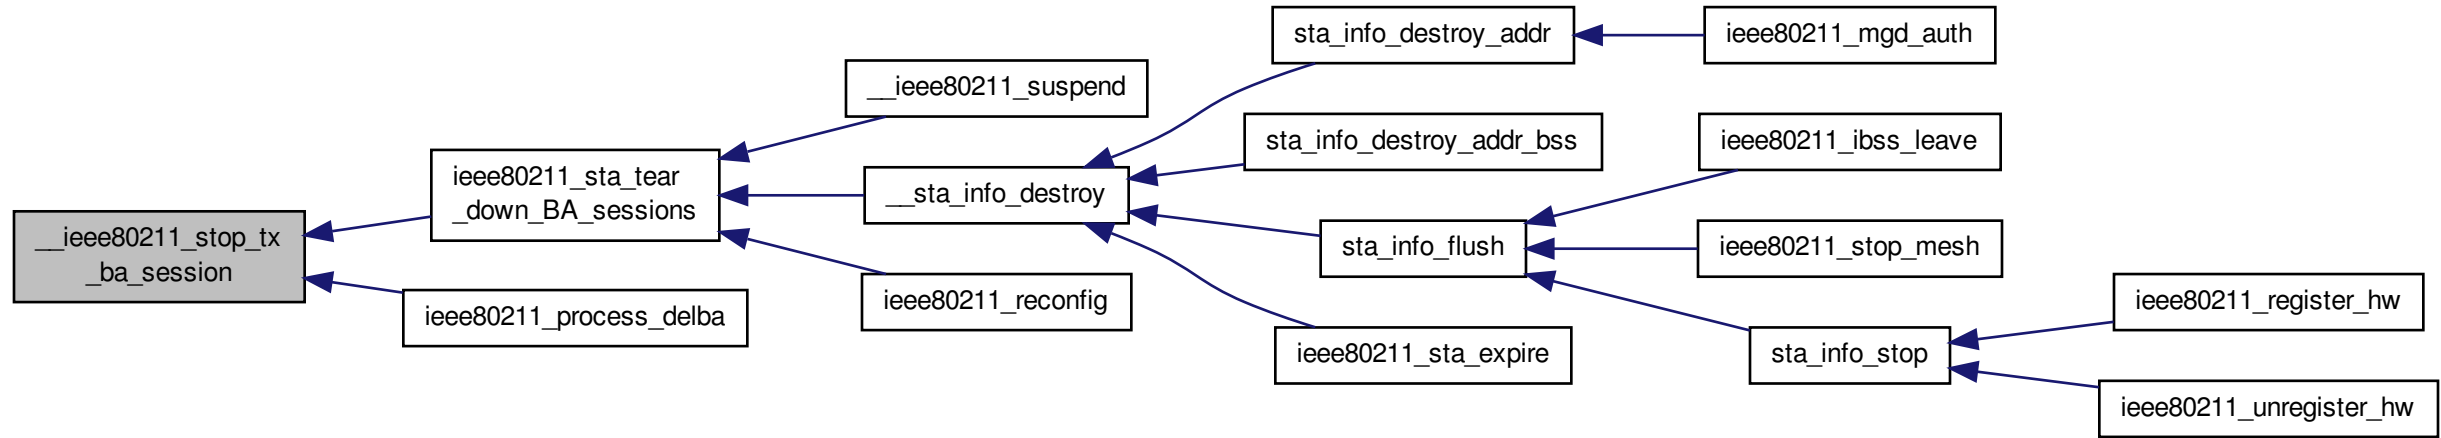 __ieee80211_stop_tx
_ba_session
ieee80211_sta_tear
_down_BA_sessions
ieee80211_process_delba
__ieee80211_suspend
__sta_info_destroy
ieee80211_reconfig
sta_info_destroy_addr
sta_info_destroy_addr_bss
sta_info_flush
ieee80211_sta_expire
ieee80211_mgd_auth
ieee80211_ibss_leave
ieee80211_stop_mesh
sta_info_stop
ieee80211_register_hw
ieee80211_unregister_hw